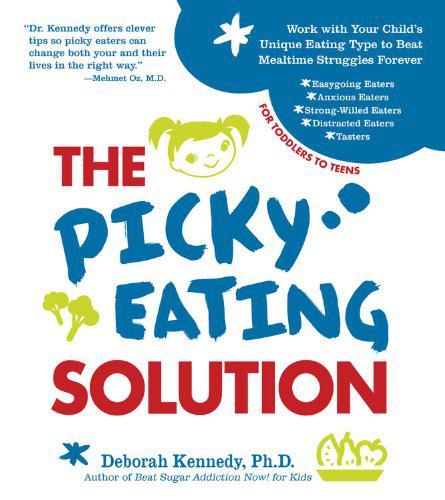 “Dr. Kennedy offers clever
tips so picky eaters can
change both your and their
lives in the right way.”
—Mehmet Oz, M.D.
Work with Your Child's
Unique Eating Type to Beat
Mealtime Struggles Forever
Easygoing Eaters
Anxious Eaters
Strong-Willed Eaters
Distracted Eaters
Tasters
FOR TODDLERS TO TEENS
THE
PICKY
EATING
SOLUTION
Deborah Kennedy, Ph.D.
Author of Beat Sugar Addiction Now! for Kids